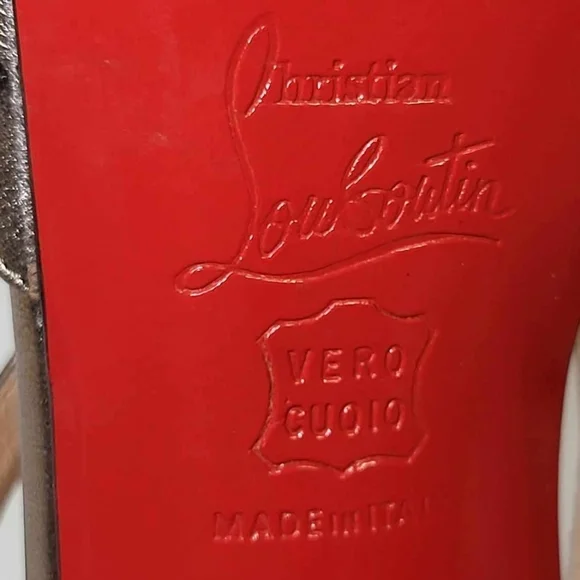 Christian
Louboutin
VERO
CUOIO
MADE IN ITALY